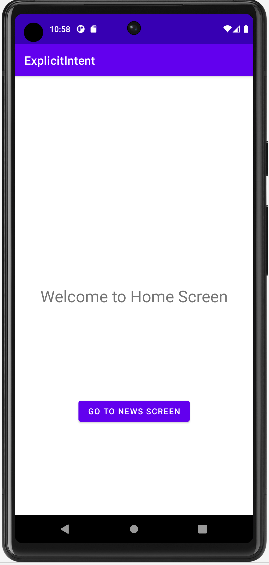 10:58
ExplicitIntent
Welcome to Home Screen
GO TO NEWS SCREEN